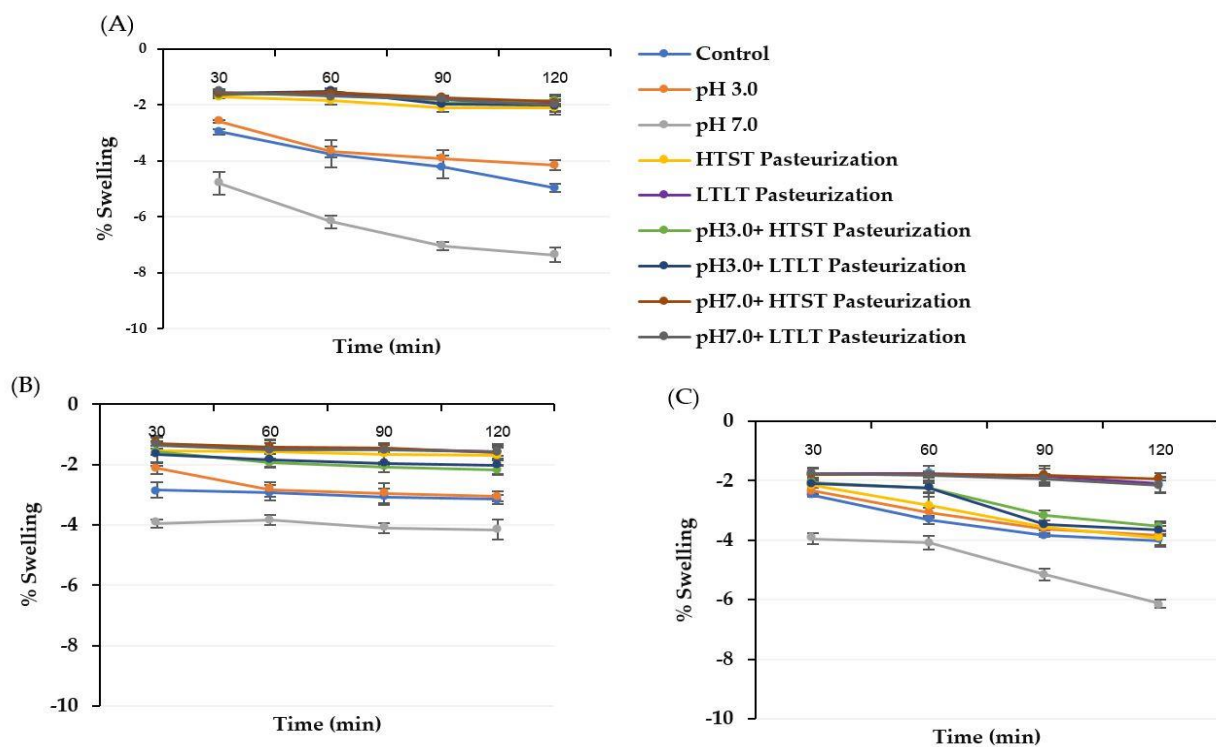 (A)
0
30 60 90 120
-2
-4
-6
-8
-10
% Swelling
Time (min)
Control
pH 3.0
pH 7.0
HTST Pasteurization
LTLT Pasteurization
pH3.0+ HTST Pasteurization
pH3.0+ LTLT Pasteurization
pH7.0+ HTST Pasteurization
pH7.0+ LTLT Pasteurization
(B)
0
30 60 90 120
-2
-4
-6
-8
-10
% Swelling
Time (min)
(C)
0
30 60 90 120
-2
-4
-6
-8
-10
% Swelling
Time (min)